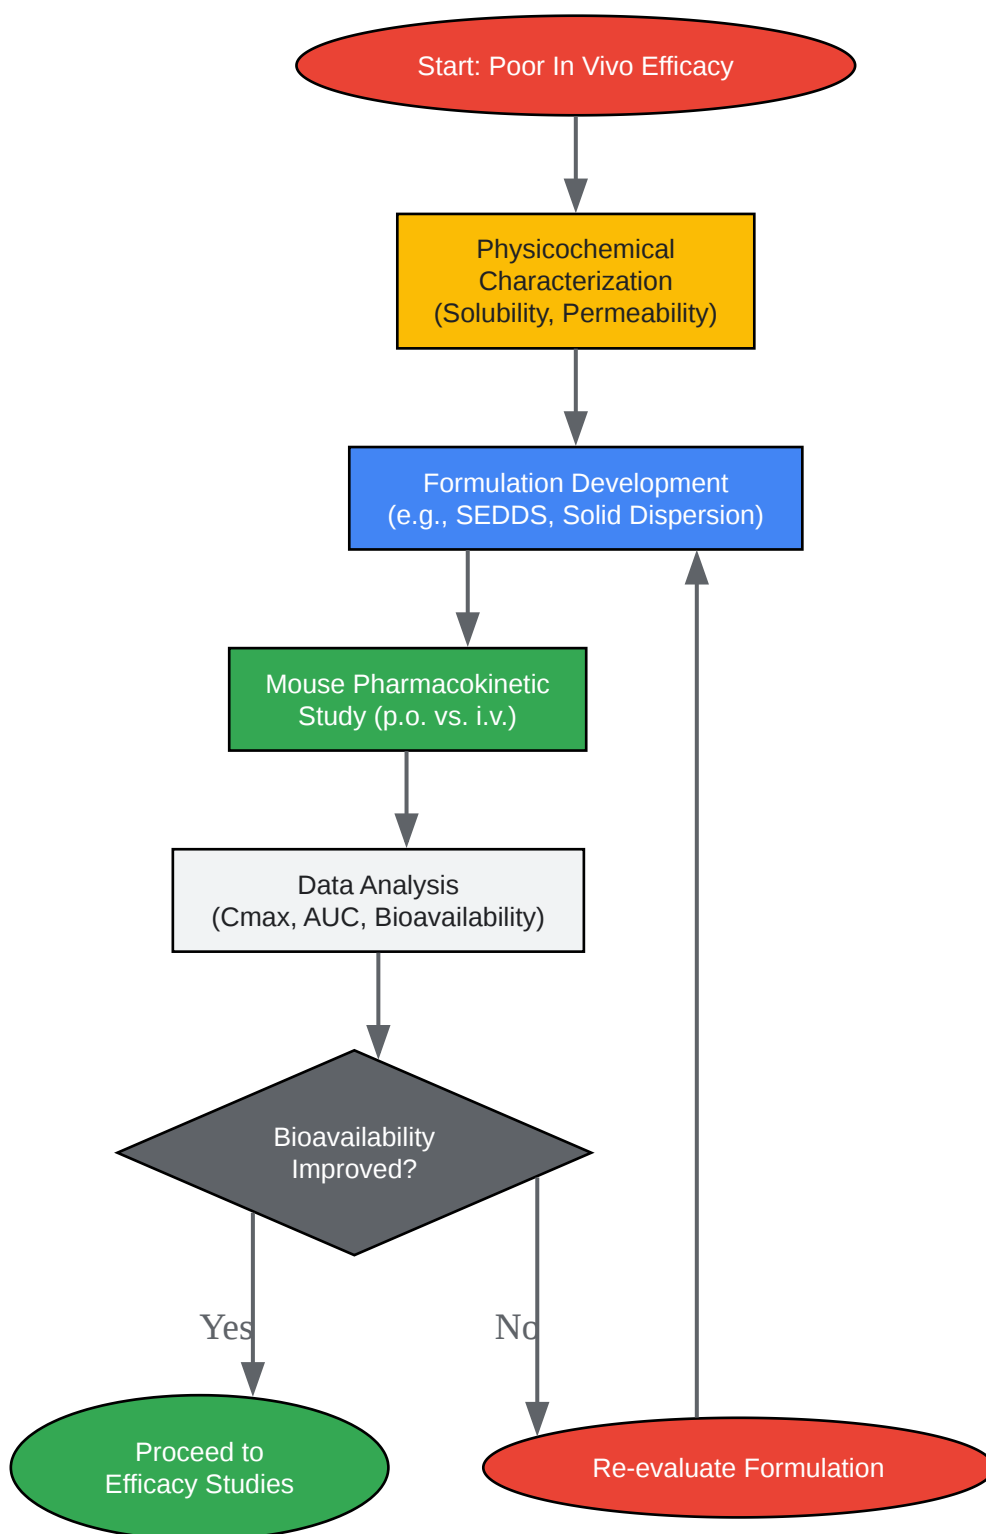 Start: Poor In Vivo Efficacy
Physicochemical
Characterization
(Solubility, Permeability)
Formulation Development
(e.g., SEDDS, Solid Dispersion)
Mouse Pharmacokinetic
Study (p.o. vs. i.v.)
Data Analysis
(Cmax, AUC, Bioavailability)
Bioavailability
Improved?
Yes
No
Proceed to
Efficacy Studies
Re-evaluate Formulation